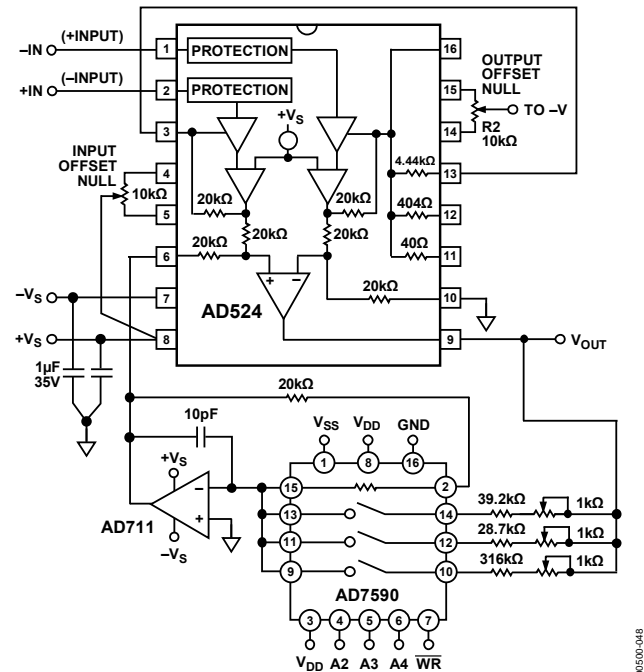 –IN
(+INPUT)
1
PROTECTION
16
OUTPUT
OFFSET
NULL
+IN
(–INPUT)
2
PROTECTION
15
TO –V
+VS
3
14
R2
10kΩ
INPUT
OFFSET
NULL
4
4.44kΩ
13
10kΩ
20kΩ
20kΩ
404Ω
12
5
20kΩ
20kΩ
40Ω
11
6
20kΩ
20kΩ
10
+
–
–VS
7
AD524
+VS
8
9
VOUT
1µF
35V
20kΩ
10pF
VSS
VDD
GND
1
8
16
+VS
–
+
AD711
–VS
15
2
39.2kΩ
1kΩ
13
14
28.7kΩ
1kΩ
11
12
316kΩ
1kΩ
9
10
AD7590
3
4
5
6
7
VDD
A2
A3
A4
WR
00500-048